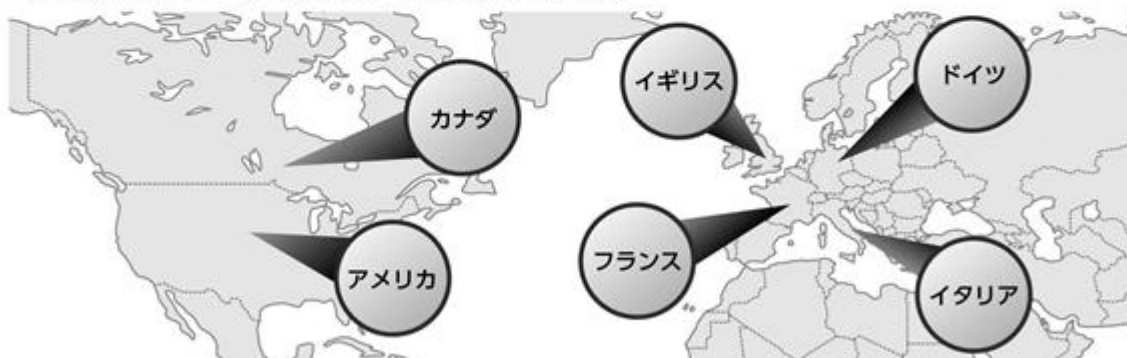 カナダ
アメリカ
イギリス
ドイツ
フランス
イタリア